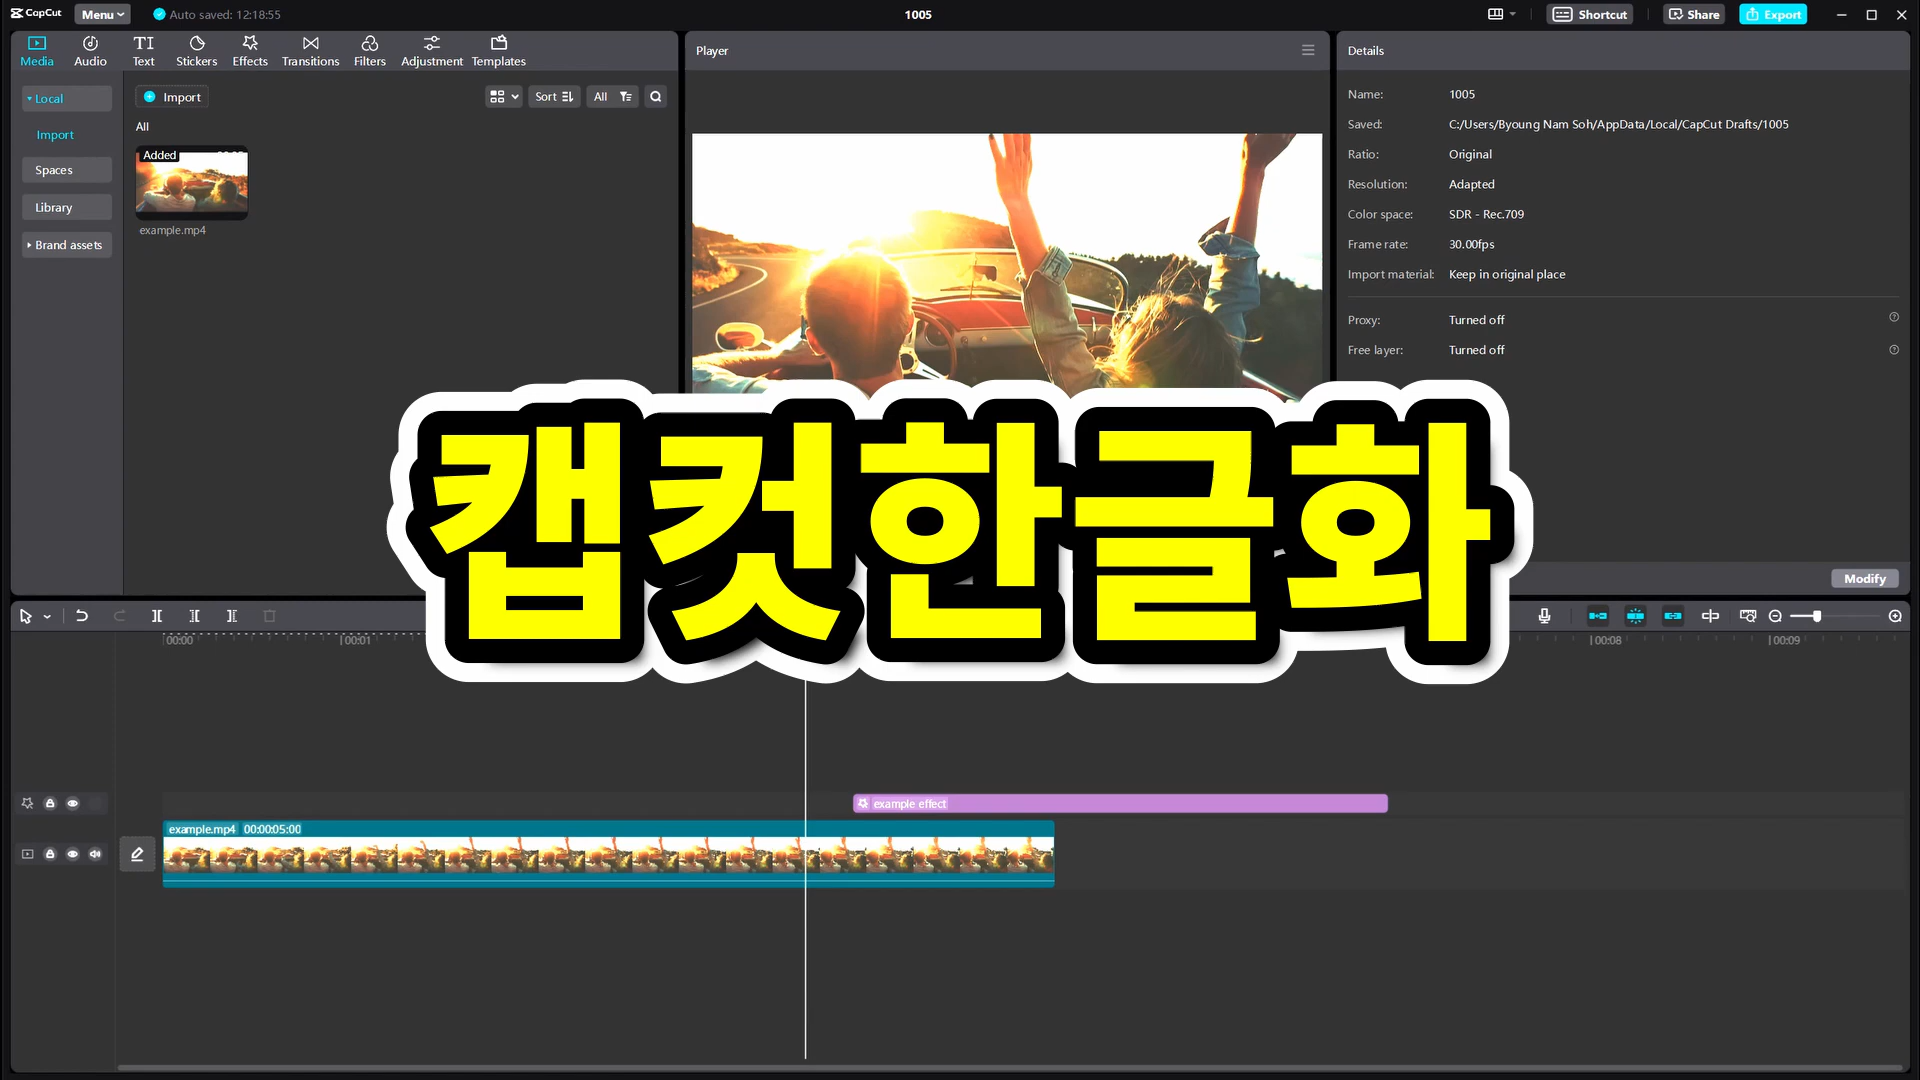 CapCut
Menu
Auto saved: 12:18:55
1005
Shortcut
Share
Export
Media
Audio
TI
Text
Stickers
Effects
Transitions
Filters
Adjustment
Templates
Local
Import
Spaces
Library
Brand assets
Import
Sort
All
All
Added
example.mp4
Player
Details
Name: 1005
Saved: C:/Users/Byoung Nam Soh/AppData/Local/CapCut Drafts/1005
Ratio: Original
Resolution: Adapted
Color space: SDR - Rec.709
Frame rate: 30.00fps
Import material: Keep in original place
Proxy: Turned off
Free layer: Turned off
Modify
캡컷한글화
00:00
00:01
00:08
00:09
example effect
example.mp4 00:00:05:00